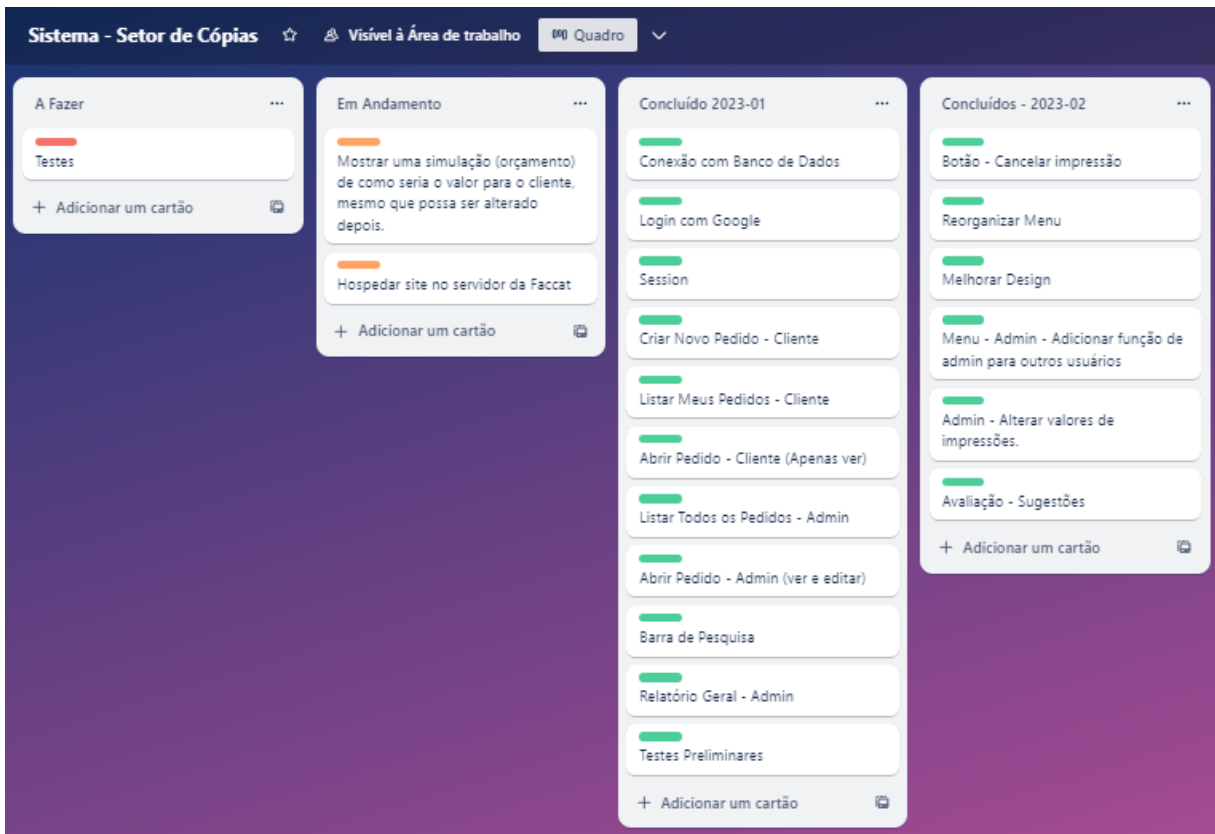 Sistema - Setor de Cópias
Visível à Área de trabalho
Quadro
A Fazer
Testes
Adicionar um cartão
Em Andamento
Mostrar uma simulação (orçamento)
de como seria o valor para o cliente,
mesmo que possa ser alterado
depois.
Hospedar site no servidor da Faccat
Adicionar um cartão
Concluído 2023-01
Conexão com Banco de Dados
Login com Google
Session
Criar Novo Pedido - Cliente
Listar Meus Pedidos - Cliente
Abrir Pedido - Cliente (Apenas ver)
Listar Todos os Pedidos - Admin
Abrir Pedido - Admin (ver e editar)
Barra de Pesquisa
Relatório Geral - Admin
Testes Preliminares
Adicionar um cartão
Concluídos - 2023-02
Botão - Cancelar impressão
Reorganizar Menu
Melhorar Design
Menu - Admin - Adicionar função de
admin para outros usuários
Admin - Alterar valores de
impressões.
Avaliação - Sugestões
Adicionar um cartão